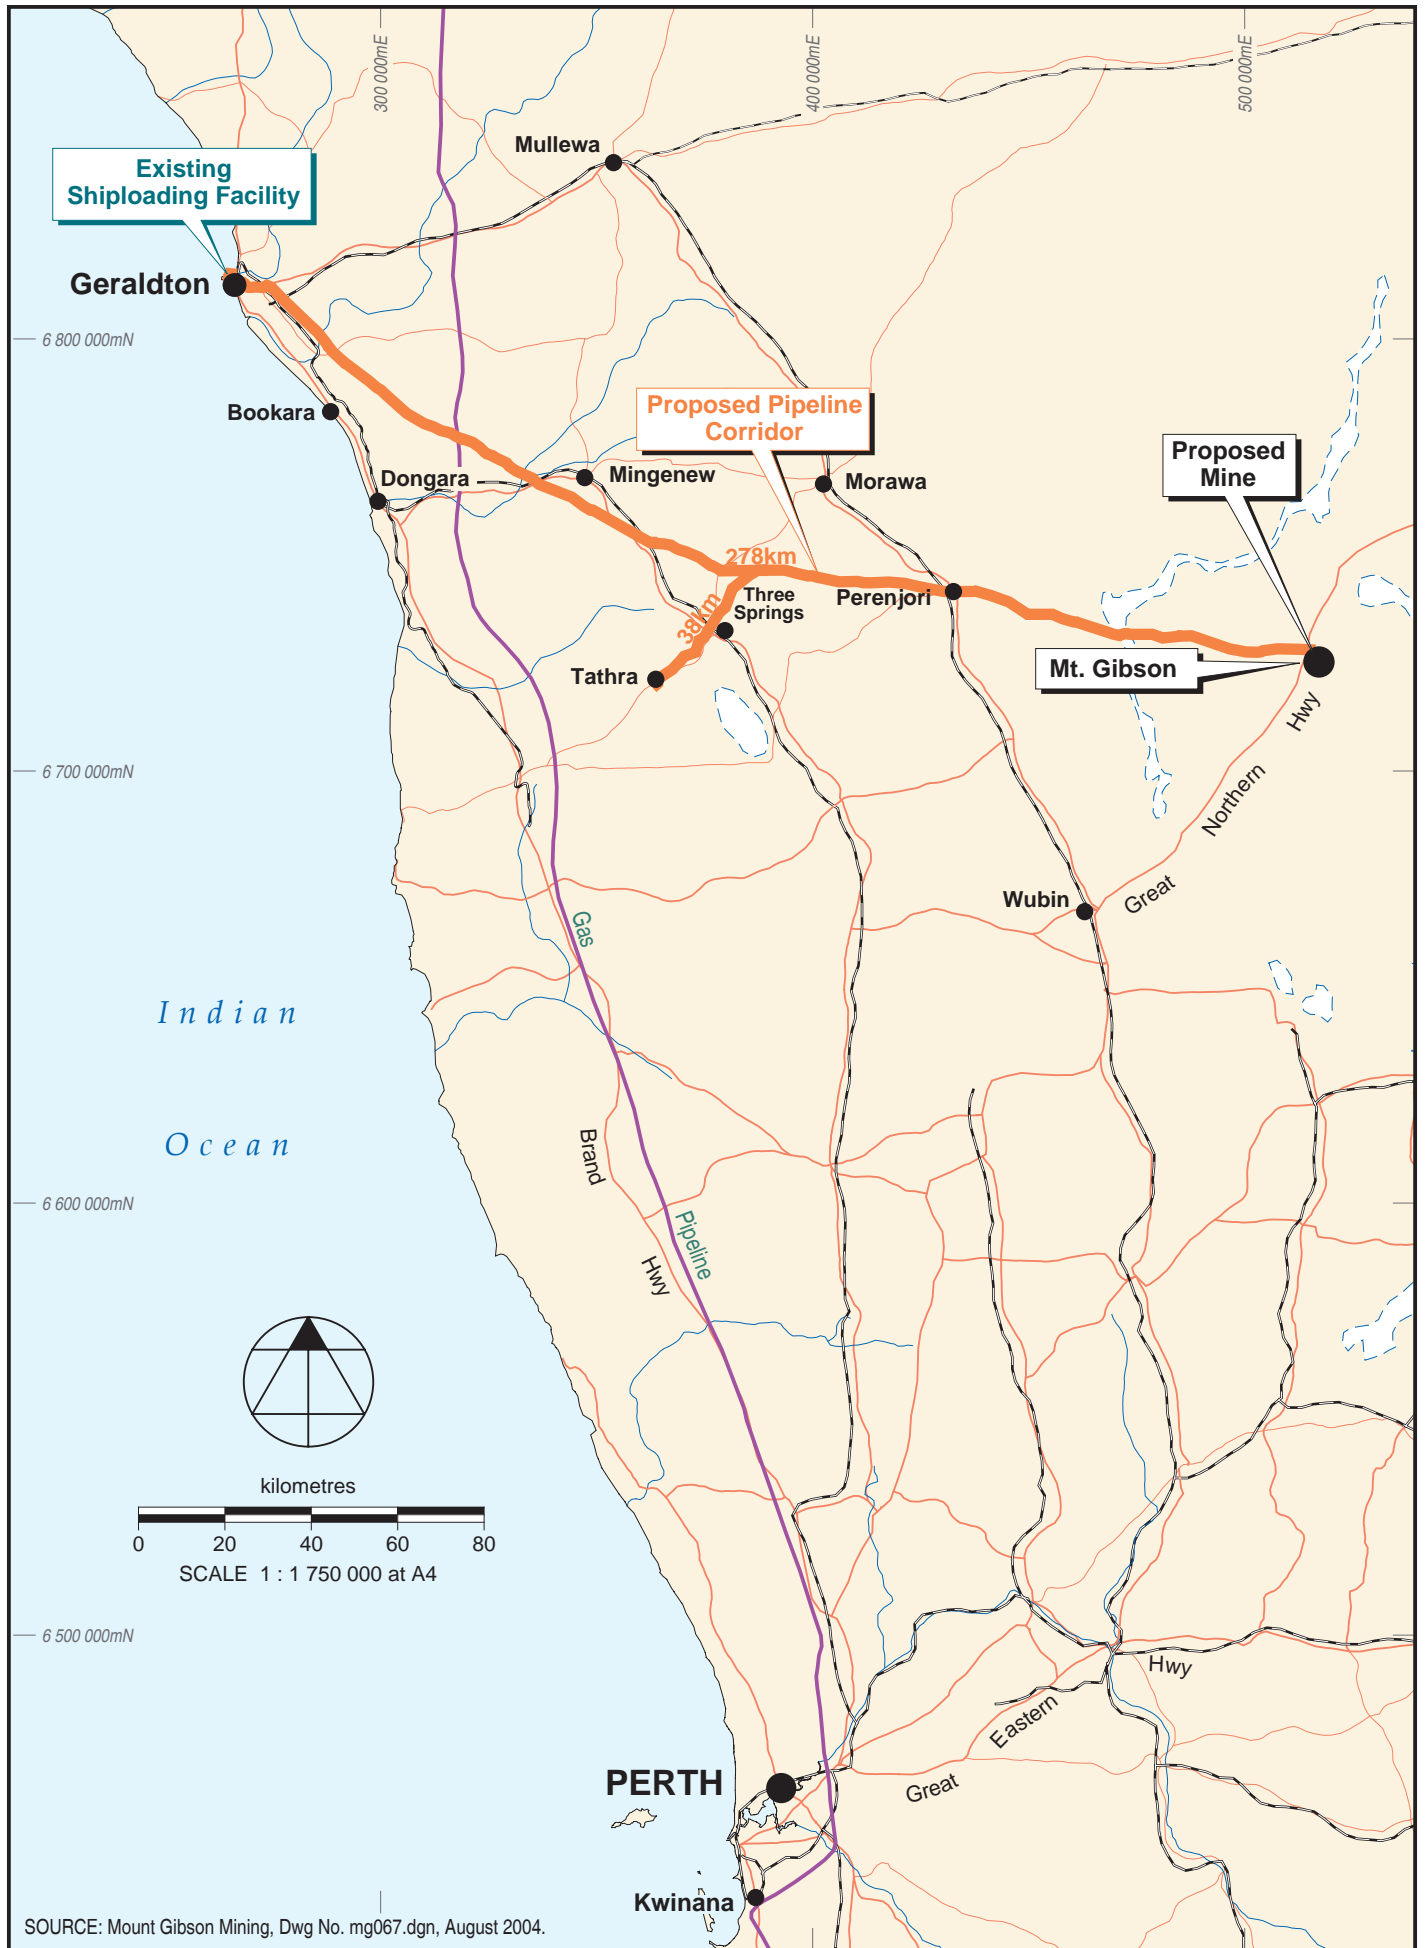 300 000mE
400 000mE
500 000mE
Mullewa
Existing
Shiploading Facility
Geraldton
6 800 000mN
Bookara
Proposed Pipeline
Corridor
Dongara
Mingenew
Morawa
Proposed
Mine
278km
38km
Three
Springs
Perenjori
Tathra
Mt. Gibson
Hwy
Northern
Great
6 700 000mN
Wubin
Gas
Indian
Ocean
Brand
Hwy
6 600 000mN
Pipeline
kilometres
0 20 40 60 80
SCALE 1 : 1 750 000 at A4
6 500 000mN
Hwy
Eastern
Great
PERTH
Kwinana
SOURCE: Mount Gibson Mining, Dwg No. mg067.dgn, August 2004.